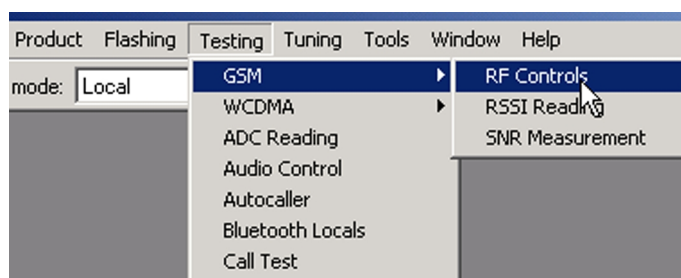 Product Flashing Testing Tuning Tools Window Help
mode: Local
GSM
WCDMA
ADC Reading
Audio Control
Autocaller
Bluetooth Locals
Call Test
RF Controls
RSSI Reading
SNR Measurement